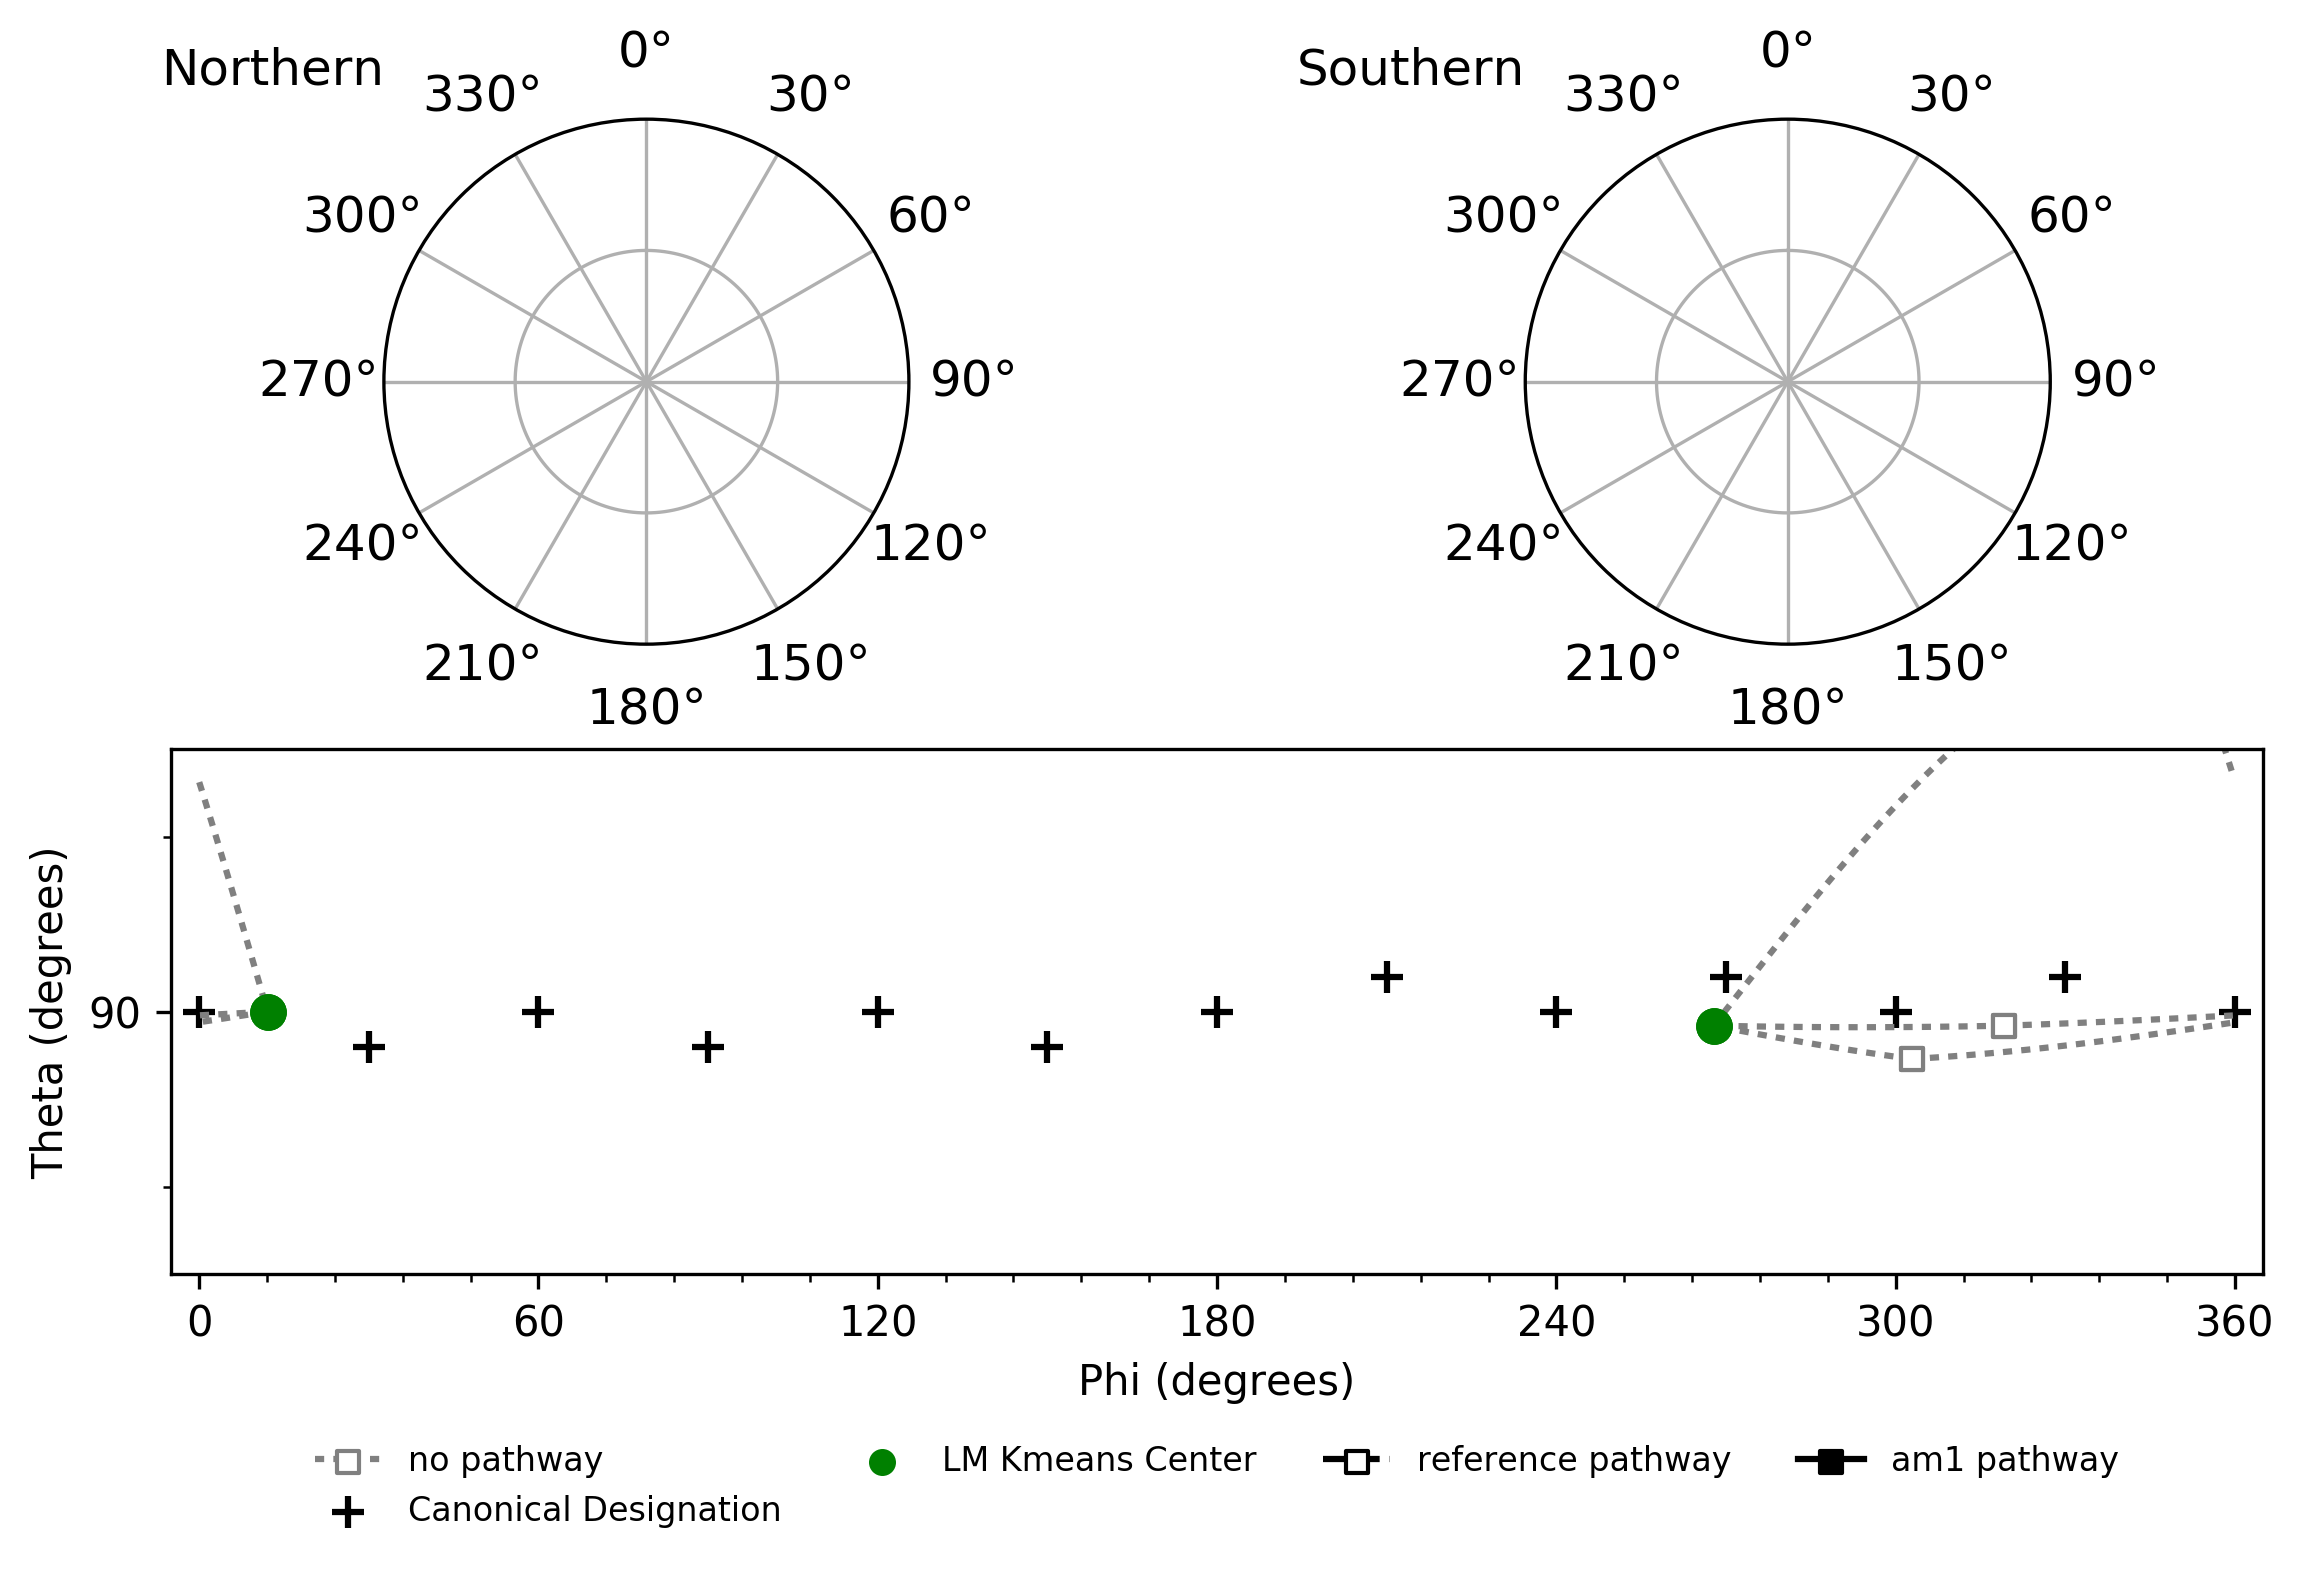 Northern
0°
30°
60°
90°
120°
150°
180°
210°
240°
270°
300°
330°
Southern
0°
30°
60°
90°
120°
150°
180°
210°
240°
270°
300°
330°
Theta (degrees)
90
0 60 120 180 240 300 360
Phi (degrees)
no pathway
Canonical Designation
LM Kmeans Center
reference pathway
am1 pathway